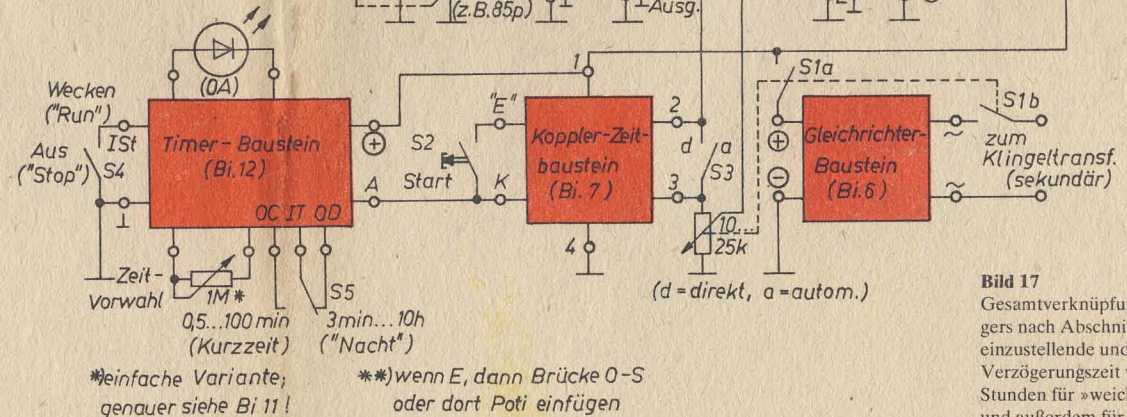 (z.B.85p)
Ausg.
(OA)
Wecken
("Run")
Aus
("Stop")
ISt
S4
⊥
Timer-Baustein
(Bi.12)
OC IT OD
⊕
A
S2
Start
"E"
K
1
Koppler-Zeit-
baustein
(Bi. 7)
2
3
4
d
a
S3
10...
25k
S1a
⊕
⊖
Gleichrichter-
Baustein
(Bi.6)
~
~
S1b
zum
Klingeltransf.
(sekundär)
Zeit-
vorwahl
1M*
S5
0,5...100min
(Kurzzeit)
3min...10h
("Nacht")
(d=direkt, a=autom.)
*)einfache Variante;
genauer siehe Bi 11!
**)wenn E, dann Brücke O-S
oder dort Poti einfügen
Bild 17
Gesamtverknüpfu
gers nach Abschni
einzustellende und
Verzögerungszeit
Stunden für »weich
und außerdem für